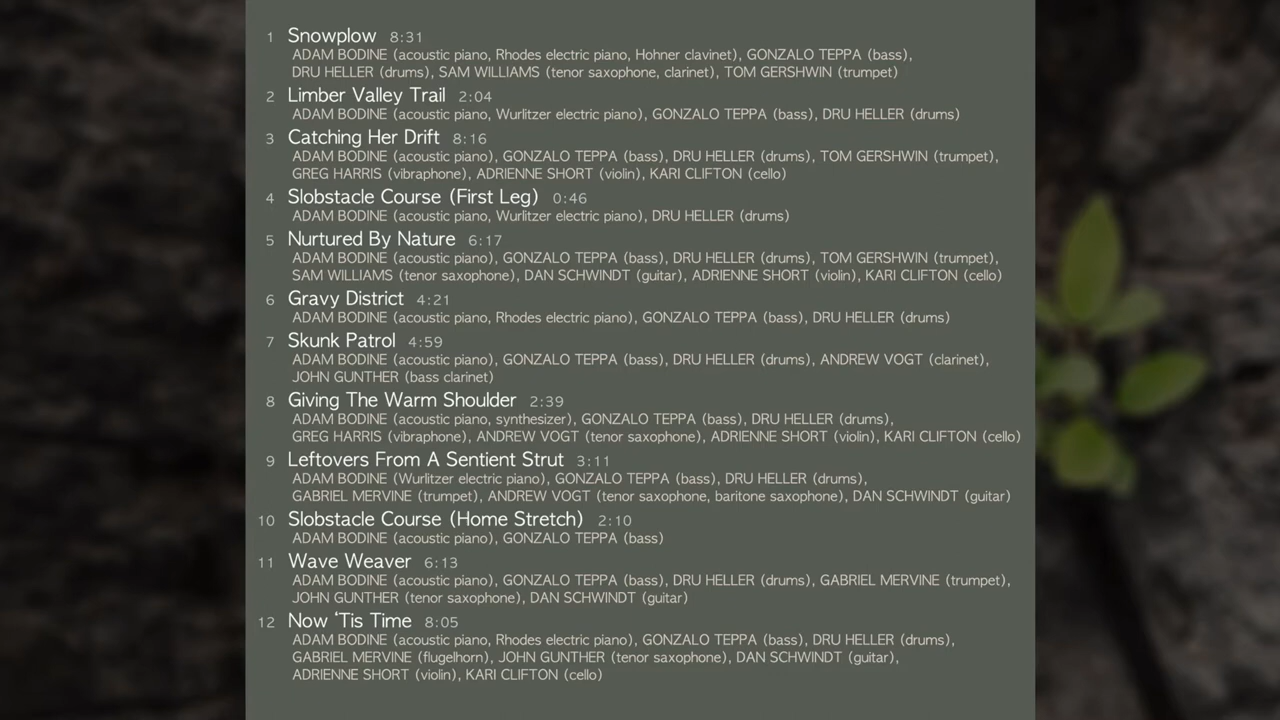 1 Snowplow 8:31
ADAM BODINE (acoustic piano, Rhodes electric piano, Hohner clavinet), GONZALO TEPPA (bass),
DRU HELLER (drums), SAM WILLIAMS (tenor saxophone, clarinet), TOM GERSHWIN (trumpet)
2 Limber Valley Trail 2:04
ADAM BODINE (acoustic piano, Wurlitzer electric piano), GONZALO TEPPA (bass), DRU HELLER (drums)
3 Catching Her Drift 8:16
ADAM BODINE (acoustic piano), GONZALO TEPPA (bass), DRU HELLER (drums), TOM GERSHWIN (trumpet),
GREG HARRIS (vibraphone), ADRIENNE SHORT (violin), KARI CLIFTON (cello)
4 Slobstacle Course (First Leg) 0:46
ADAM BODINE (acoustic piano, Wurlitzer electric piano), DRU HELLER (drums)
5 Nurtured By Nature 6:17
ADAM BODINE (acoustic piano), GONZALO TEPPA (bass), DRU HELLER (drums), TOM GERSHWIN (trumpet),
SAM WILLIAMS (tenor saxophone), DAN SCHWINDT (guitar), ADRIENNE SHORT (violin), KARI CLIFTON (cello)
6 Gravy District 4:21
ADAM BODINE (acoustic piano, Rhodes electric piano), GONZALO TEPPA (bass), DRU HELLER (drums)
7 Skunk Patrol 4:59
ADAM BODINE (acoustic piano), GONZALO TEPPA (bass), DRU HELLER (drums), ANDREW VOGT (clarinet),
JOHN GUNTHER (bass clarinet)
8 Giving The Warm Shoulder 2:39
ADAM BODINE (acoustic piano, synthesizer), GONZALO TEPPA (bass), DRU HELLER (drums),
GREG HARRIS (vibraphone), ANDREW VOGT (tenor saxophone), ADRIENNE SHORT (violin), KARI CLIFTON (cello)
9 Leftovers From A Sentient Strut 3:11
ADAM BODINE (Wurlitzer electric piano), GONZALO TEPPA (bass), DRU HELLER (drums),
GABRIEL MERVINE (trumpet), ANDREW VOGT (tenor saxophone, baritone saxophone), DAN SCHWINDT (guitar)
10 Slobstacle Course (Home Stretch) 2:10
ADAM BODINE (acoustic piano), GONZALO TEPPA (bass)
11 Wave Weaver 6:13
ADAM BODINE (acoustic piano), GONZALO TEPPA (bass), DRU HELLER (drums), GABRIEL MERVINE (trumpet),
JOHN GUNTHER (tenor saxophone), DAN SCHWINDT (guitar)
12 Now ‘Tis Time 8:05
ADAM BODINE (acoustic piano, Rhodes electric piano), GONZALO TEPPA (bass), DRU HELLER (drums),
GABRIEL MERVINE (flugelhorn), JOHN GUNTHER (tenor saxophone), DAN SCHWINDT (guitar),
ADRIENNE SHORT (violin), KARI CLIFTON (cello)